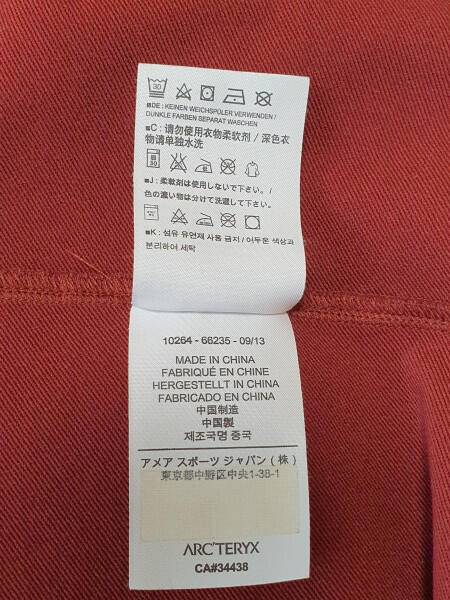 30
■DE: KEINEN WEICHSPÜLER VERWENDEN /
DUNKLE FARBEN SEPARAT WASCHEN
■C: 请勿使用衣物柔软剂 / 深色衣
物请单独水洗
30
■J: 柔軟剤は使用しないで下さい。/
色の濃い物は分けて洗濯して下さい。
■K: 섬유 유연제 사용 금지 / 어두운 색상과
분리하여 세탁
10264 - 66235 - 09/13
MADE IN CHINA
FABRIQUÉ EN CHINE
HERGESTELLT IN CHINA
FABRICADO EN CHINA
中国制造
中国製
제조국명 중국
アメア スポーツ ジャパン (株)
東京都中野区中央1-38-1
ARC'TERYX
CA#34438